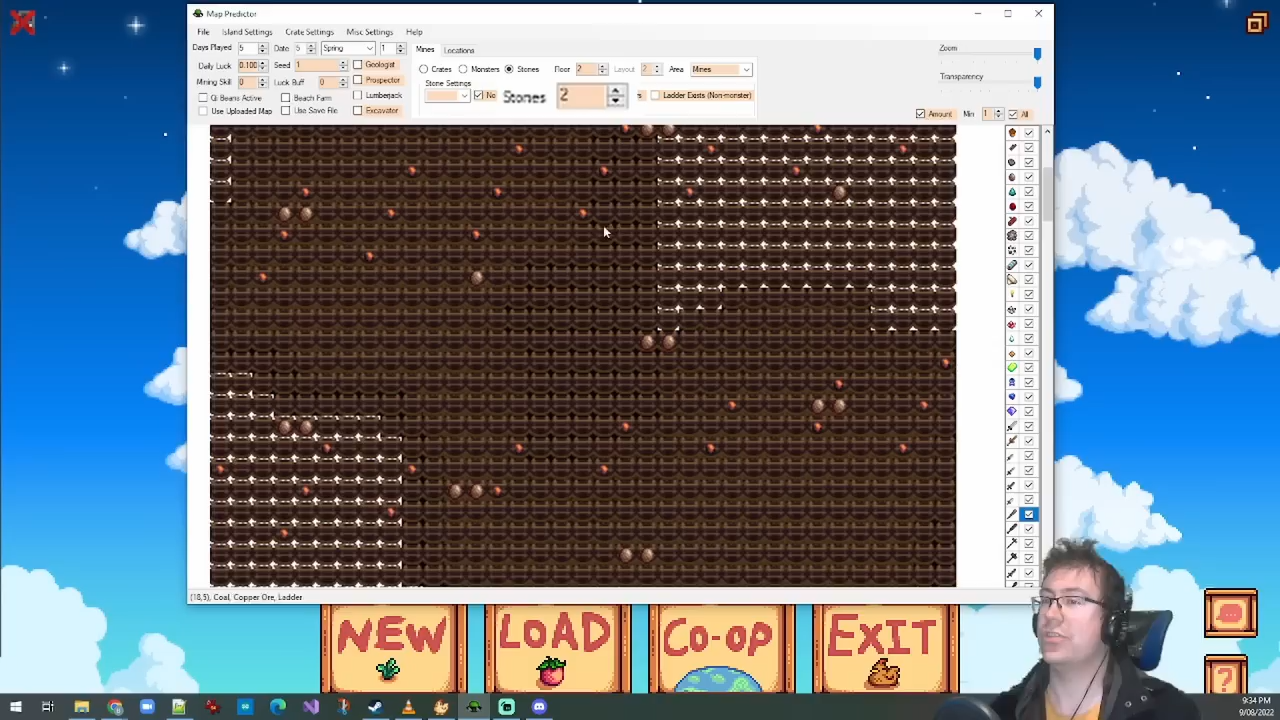 Map Predictor
File Island Settings Crate Settings Misc Settings Help
Days Played 5 Date 5 Spring 1 Mines Locations
Zoom
Daily Luck 0.100 Seed 1 Geologist Crates Monsters Stones Floor 2 Layout 2 Area Mines
Transparency
Mining Skill 0 Luck Buff 0 Prospector Stone Settings
Qi Beans Active Beach Farm Lumberjack No Stones 2 Ladder Exists (Non-monster)
Use Uploaded Map Use Save File Excavator
Amount Min 1 All
(18,5), Coal, Copper Ore, Ladder
NEW LOAD CO-OP EXIT
?
9:34 PM
9/08/2022